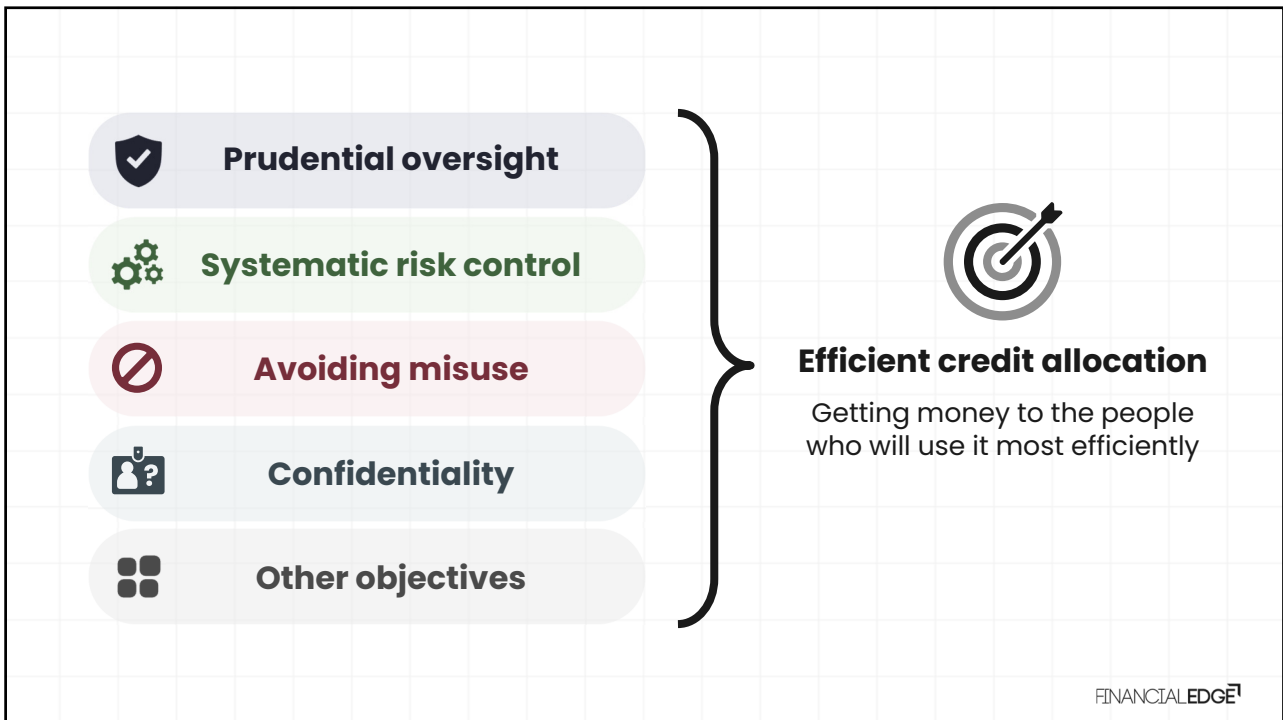 Prudential oversight
Systematic risk control
Avoiding misuse
Confidentiality
Other objectives
Efficient credit allocation
Getting money to the people
who will use it most efficiently
FINANCIALEDGE